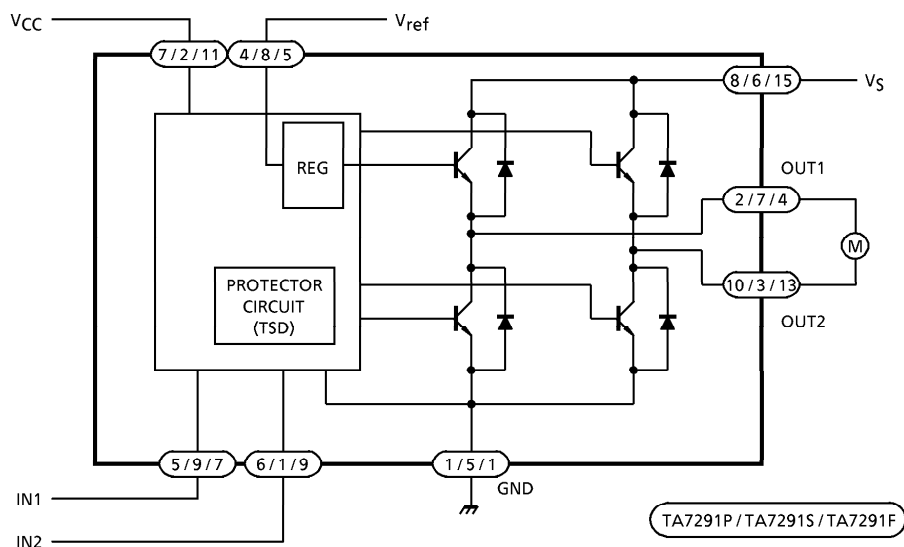 VCC
Vref
7/2/11
4/8/5
8/6/15
VS
REG
OUT1
2/7/4
M
PROTECTOR
CIRCUIT
(TSD)
10/3/13
OUT2
5/9/7
6/1/9
1/5/1
GND
IN1
IN2
TA7291P/TA7291S/TA7291F